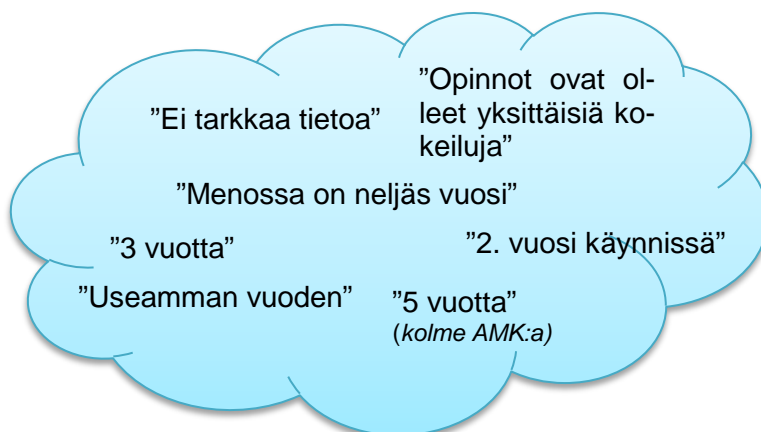 ”Ei tarkkaa tietoa”
”Opinnot ovat ol-
leet yksittäisiä ko-
keiluja”
”Menossa on neljäs vuosi”
”3 vuotta”
”2. vuosi käynnissä”
”Useamman vuoden”
”5 vuotta”
(kolme AMK:a)